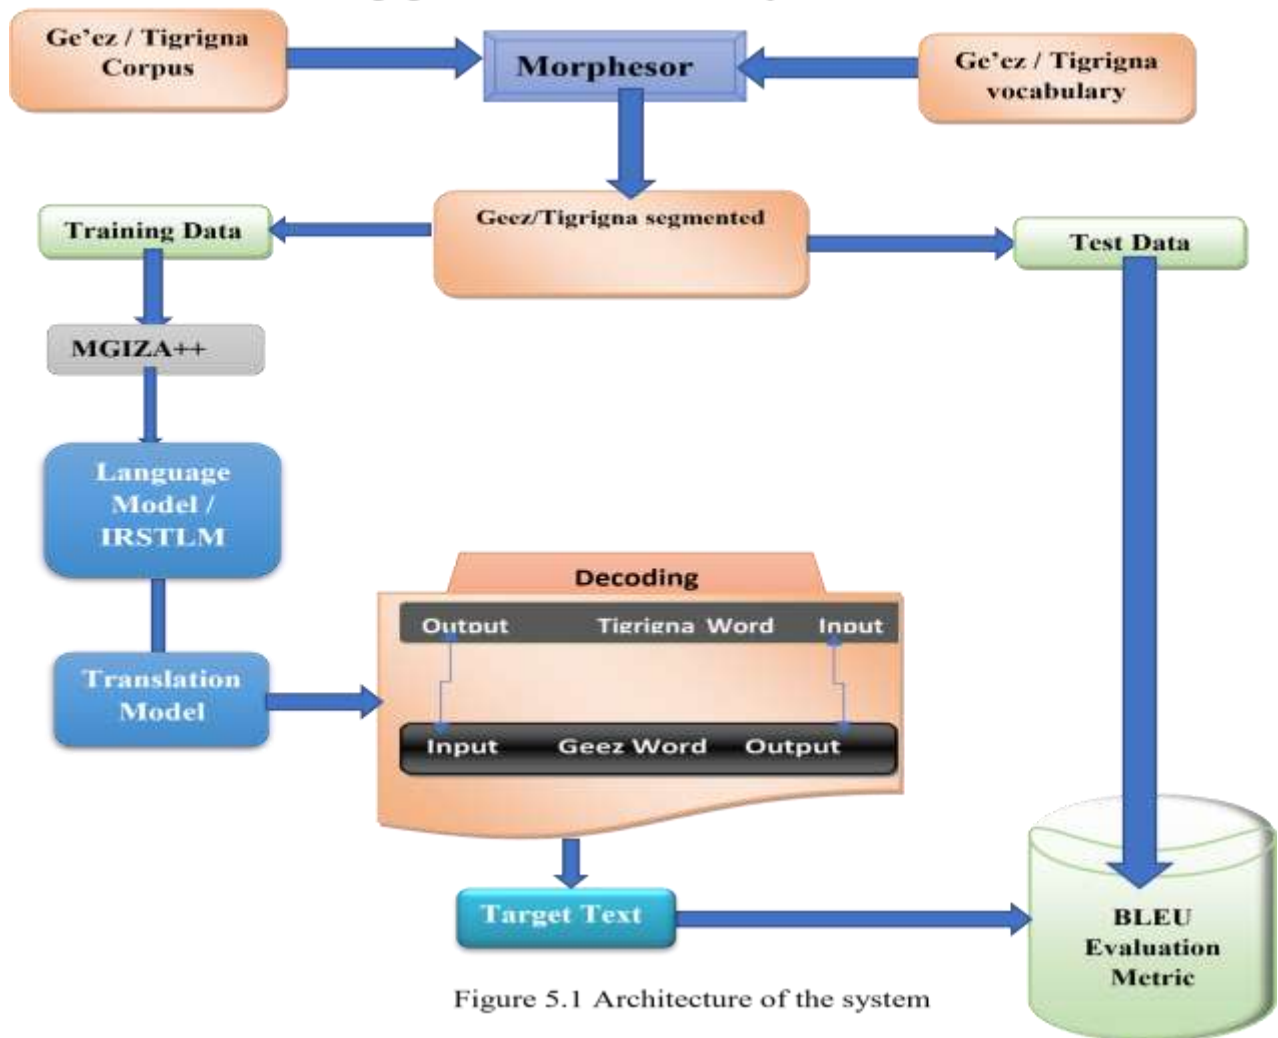 Ge'ez / Tigrigna
Corpus
Morphesor
Ge'ez / Tigrigna
vocabulary
Geez/Tigrigna segmented
Training Data
Test Data
MGIZA++
Language
Model /
IRSTLM
Translation
Model
Decoding
Output Tigrigna Word Input
Input Geez Word Output
Target Text
BLEU
Evaluation
Metric
Figure 5.1 Architecture of the system